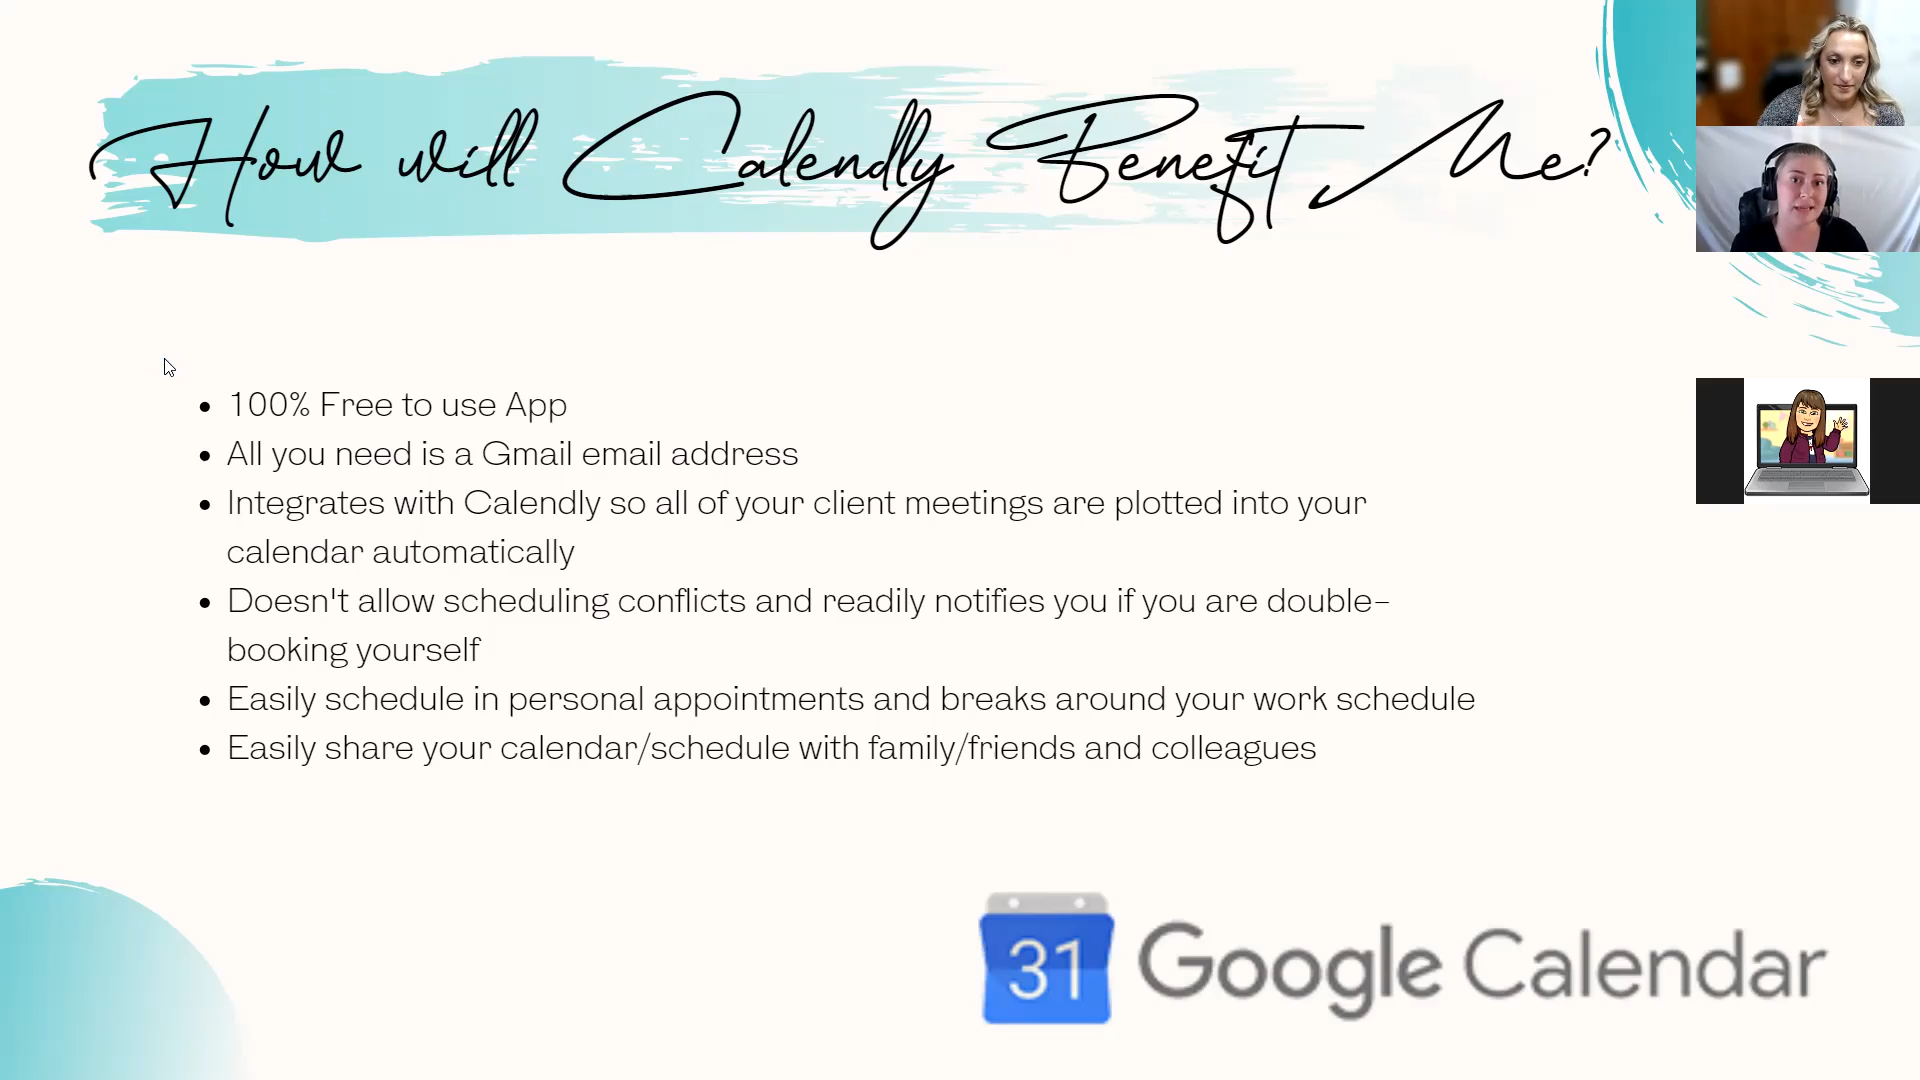 How will Calendly Benefit Me?
• 100% Free to use App
• All you need is a Gmail email address
• Integrates with Calendly so all of your client meetings are plotted into your
calendar automatically
• Doesn't allow scheduling conflicts and readily notifies you if you are double-
booking yourself
• Easily schedule in personal appointments and breaks around your work schedule
• Easily share your calendar/schedule with family/friends and colleagues
31 Google Calendar